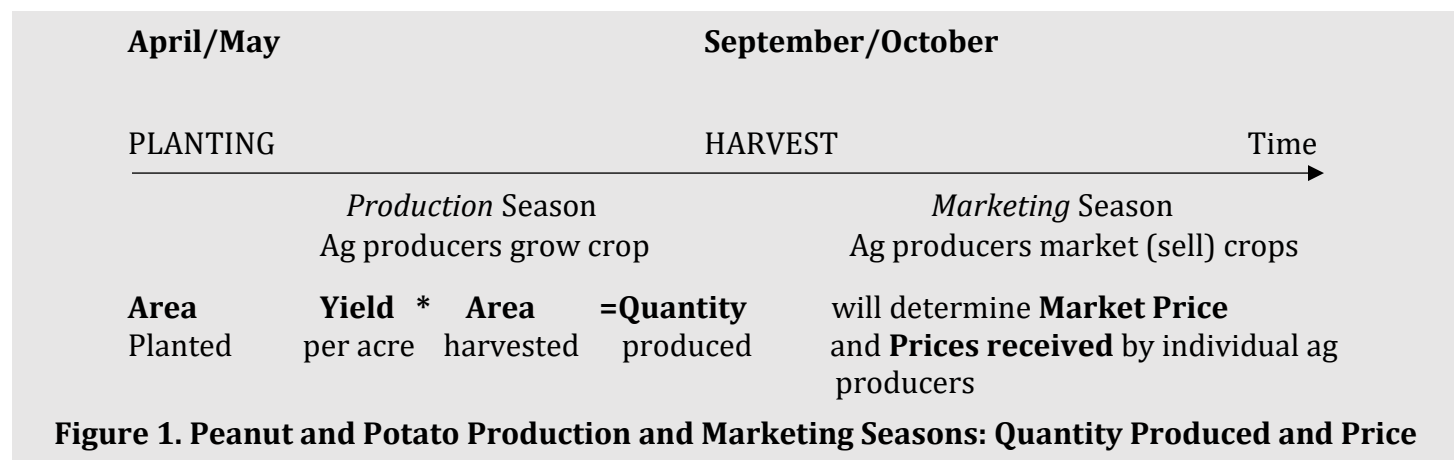 April/May September/October
PLANTING HARVEST Time
Production Season Marketing Season
Ag producers grow crop Ag producers market (sell) crops
Area Yield * Area =Quantity will determine Market Price
Planted per acre harvested produced and Prices received by individual ag
producers
Figure 1. Peanut and Potato Production and Marketing Seasons: Quantity Produced and Price